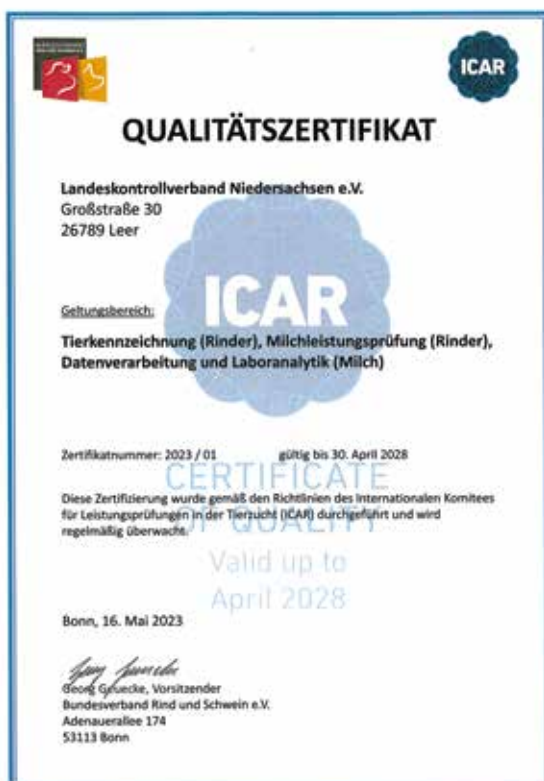 ICAR
QUALITÄTSZERTIFIKAT
Landeskontrollverband Niedersachsen e.V.
Großstraße 30
26789 Leer
ICAR
Geltungsbereich:
Tierkennzeichnung (Rinder), Milchleistungsprüfung (Rinder),
Datenverarbeitung und Laboranalytik (Milch)
Zertifikatnummer: 2023 / 01 gültig bis 30. April 2028
CERTIFICATE
OF QUALITY
Diese Zertifizierung wurde gemäß den Richtlinien des Internationalen Komitees
für Leistungsprüfungen in der Tierzucht (ICAR) durchgeführt und wird
regelmäßig überwacht.
Valid up to
April 2028
Bonn, 16. Mai 2023
Georg Geuecke, Vorsitzender
Bundesverband Rind und Schwein e.V.
Adenauerallee 174
53113 Bonn